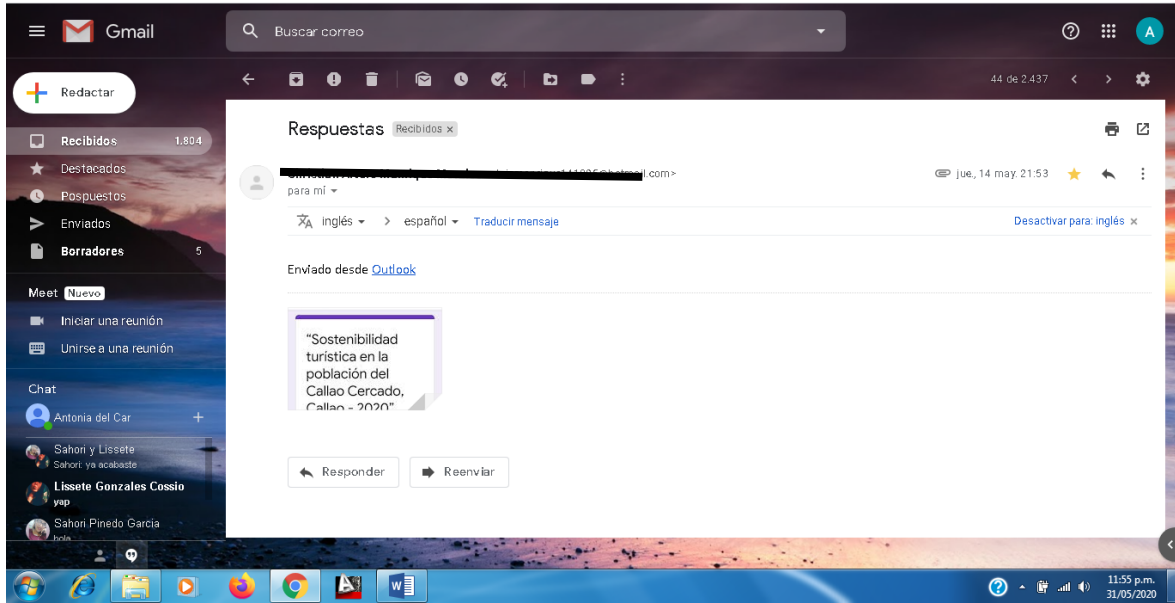 Gmail
Buscar correo
A
Redactar
44 de 2.437
Recibidos 1.804
Destacados
Pospuestos
Enviados
Borradores 5
Meet Nuevo
Iniciar una reunión
Unirse a una reunión
Chat
Antonia del Car
Sahori y Lissete
Sahori: ya acabaste
Lissete Gonzales Cossio
yap
Sahori Pinedo Garcia
hola
Respuestas Recibidos x
.com>
jue., 14 may. 21:53
para mí
inglés > español Traducir mensaje
Desactivar para: inglés x
Enviado desde Outlook
“Sostenibilidad
turística en la
población del
Callao Cercado,
Callao - 2020”
Responder
Reenviar
W
11:55 p.m.
31/05/2020